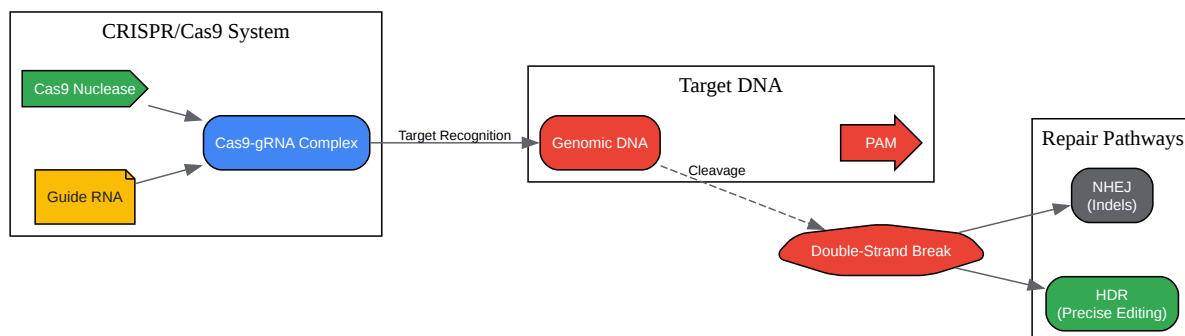 CRISPR/Cas9 System
Cas9 Nuclease
Guide RNA
Cas9-gRNA Complex
Target Recognition
Target DNA
Genomic DNA
PAM
Cleavage
Double-Strand Break
Repair Pathways
NHEJ
(Indels)
HDR
(Precise Editing)